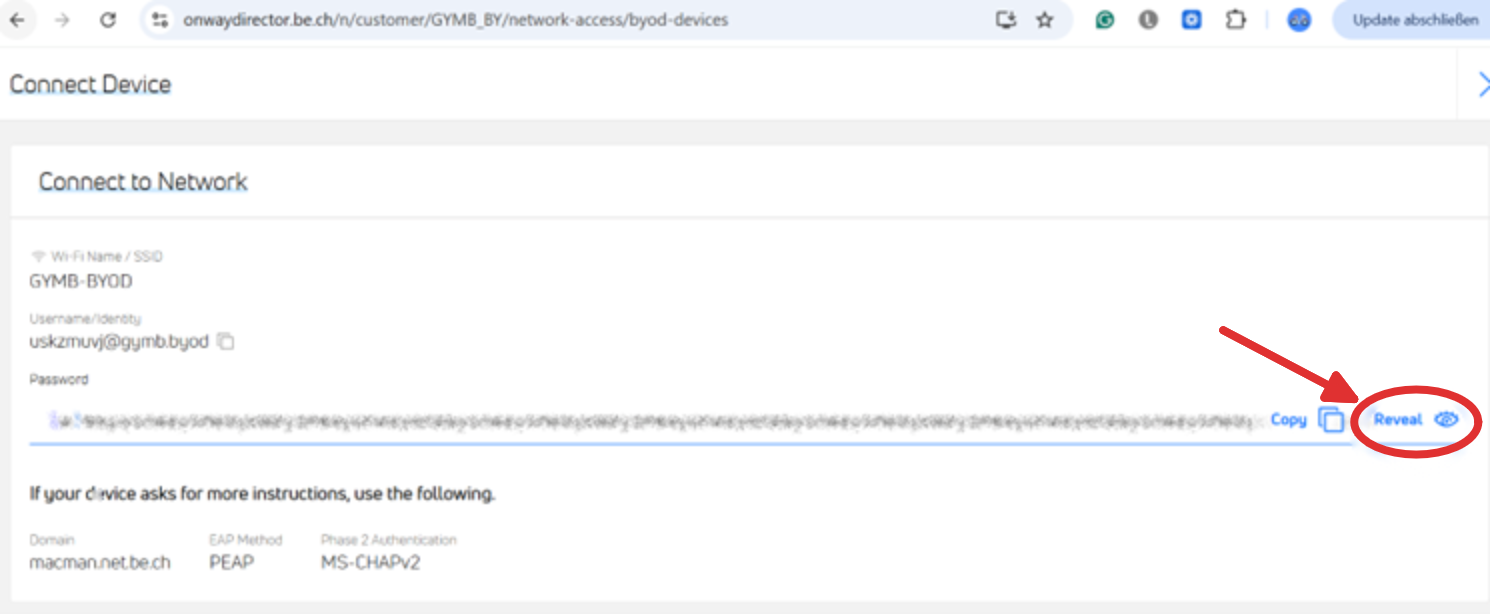 onwaydirector.be.ch/n/customer/GYMB_BY/network-access/byod-devices Update abschließen
Connect Device
Connect to Network
Wi-Fi Name / SSID
GYMB-BYOD
Username/Identity
uskzmuvj@gymb.byod
Password
Copy Reveal
If your device asks for more instructions, use the following.
Domain EAP Method Phase 2 Authentication
macman.net.be.ch PEAP MS-CHAPv2